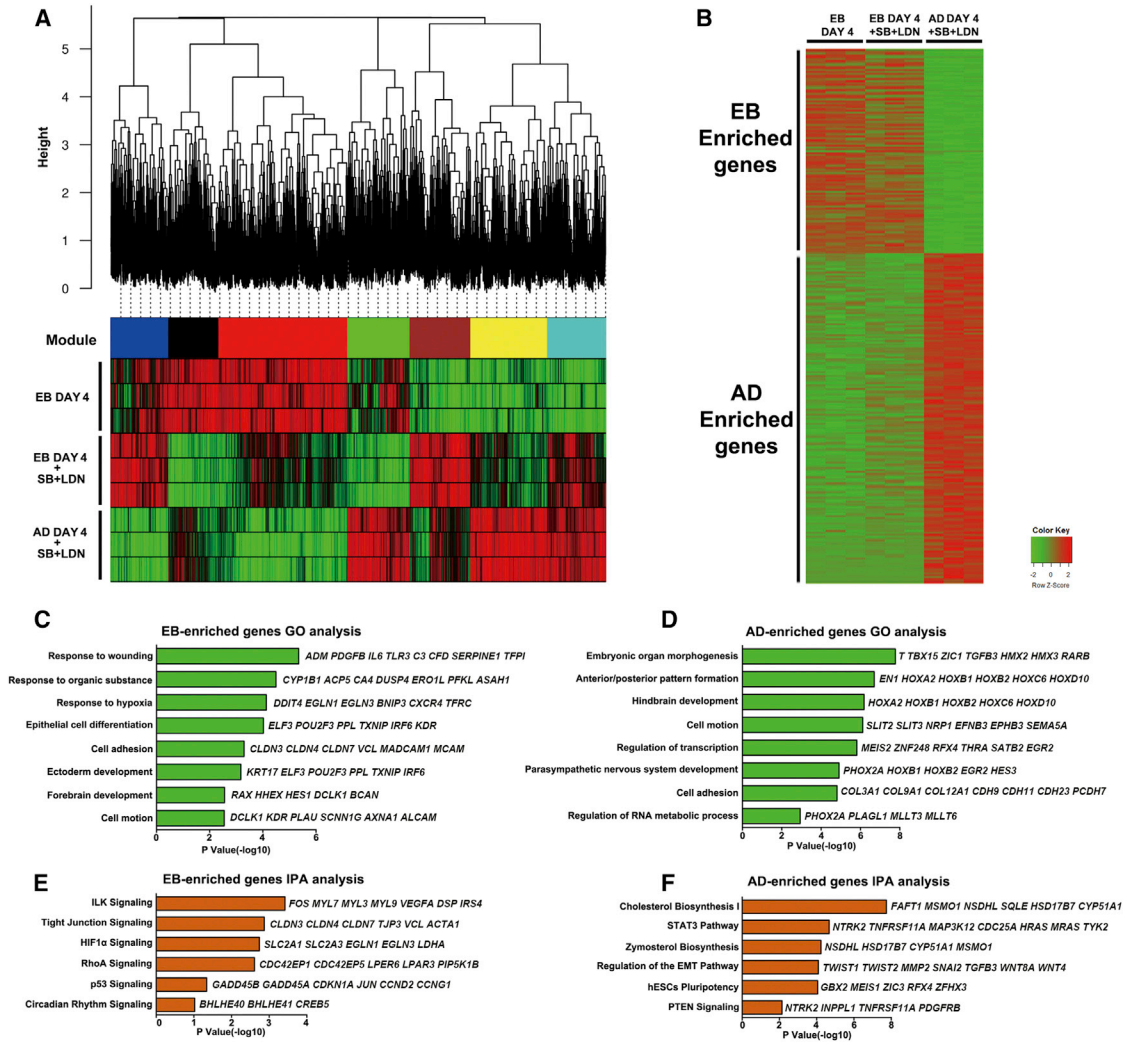 A
Height
5
4
3
2
1
0
Module
EB DAY 4
EB DAY 4
+
SB+LDN
AD DAY 4
+
SB+LDN
B
EB
DAY 4
EB DAY 4
+SB+LDN
AD DAY 4
+SB+LDN
EB
Enriched
genes
AD
Enriched
genes
Color Key
-2 0 2
Row Z-Score
C
EB-enriched genes GO analysis
Response to wounding ADM PDGFB IL6 TLR3 C3 CFD SERPINE1 TFPI
Response to organic substance CYP1B1 ACP5 CA4 DUSP4 ERO1L PFKL ASAH1
Response to hypoxia DDIT4 EGLN1 EGLN3 BNIP3 CXCR4 TFRC
Epithelial cell differentiation ELF3 POU2F3 PPL TXNIP IRF6 KDR
Cell adhesion CLDN3 CLDN4 CLDN7 VCL MADCAM1 MCAM
Ectoderm development KRT17 ELF3 POU2F3 PPL TXNIP IRF6
Forebrain development RAX HHEX HES1 DCLK1 BCAN
Cell motion DCLK1 KDR PLAU SCNN1G AXNA1 ALCAM
0 2 4 6
P Value(-log10)
D
AD-enriched genes GO analysis
Embryonic organ morphogenesis T TBX15 ZIC1 TGFB3 HMX2 HMX3 RARB
Anterior/posterior pattern formation EN1 HOXA2 HOXB1 HOXB2 HOXC6 HOXD10
Hindbrain development HOXA2 HOXB1 HOXB2 HOXC6 HOXD10
Cell motion SLIT2 SLIT3 NRP1 EFNB3 EPHB3 SEMA5A
Regulation of transcription MEIS2 ZNF248 RFX4 THRA SATB2 EGR2
Parasympathetic nervous system development PHOX2A HOXB1 HOXB2 EGR2 HES3
Cell adhesion COL3A1 COL9A1 COL12A1 CDH9 CDH11 CDH23 PCDH7
Regulation of RNA metabolic process PHOX2A PLAGL1 MLLT3 MLLT6
0 2 4 6 8
P Value(-log10)
E
EB-enriched genes IPA analysis
ILK Signaling FOS MYL7 MYL3 MYL9 VEGFA DSP IRS4
Tight Junction Signaling CLDN3 CLDN4 CLDN7 TJP3 VCL ACTA1
HIF1α Signaling SLC2A1 SLC2A3 EGLN1 EGLN3 LDHA
RhoA Signaling CDC42EP1 CDC42EP5 LPER6 LPAR3 PIP5K1B
p53 Signaling GADD45B GADD45A CDKN1A JUN CCND2 CCNG1
Circadian Rhythm Signaling BHLHE40 BHLHE41 CREB5
0 1 2 3 4
P Value(-log10)
F
AD-enriched genes IPA analysis
Cholesterol Biosynthesis I FAFT1 MSMO1 NSDHL SQLE HSD17B7 CYP51A1
STAT3 Pathway NTRK2 TNFRSF11A MAP3K12 CDC25A HRAS MRAS TYK2
Zymosterol Biosynthesis NSDHL HSD17B7 CYP51A1 MSMO1
Regulation of the EMT Pathway TWIST1 TWIST2 MMP2 SNAI2 TGFB3 WNT8A WNT4
hESCs Pluripotency GBX2 MEIS1 ZIC3 RFX4 ZFHX3
PTEN Signaling NTRK2 INPPL1 TNFRSF11A PDGFRB
0 2 4 6 8
P Value(-log10)